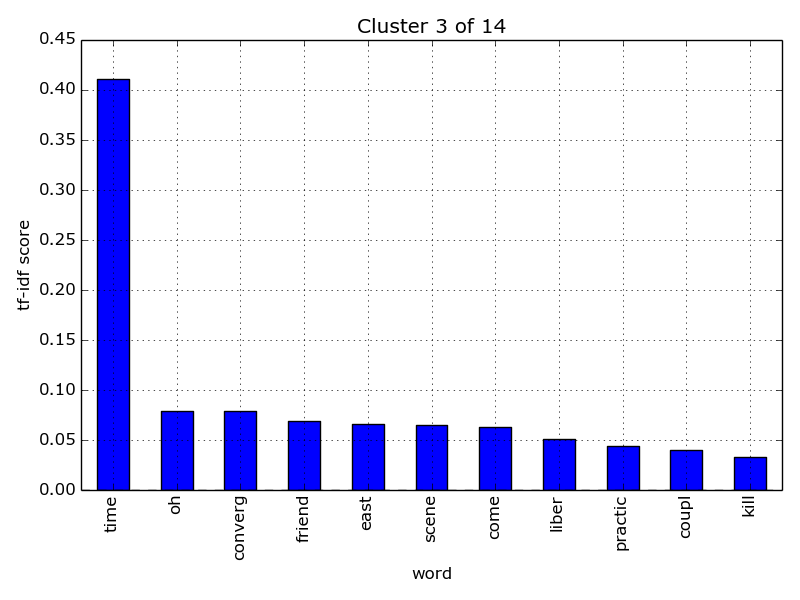 Cluster 3 of 14
0.45
0.40
0.35
0.30
0.25
0.20
0.15
0.10
0.05
0.00
tf-idf score
time
oh
converg
friend
east
scene
come
liber
practic
coupl
kill
word